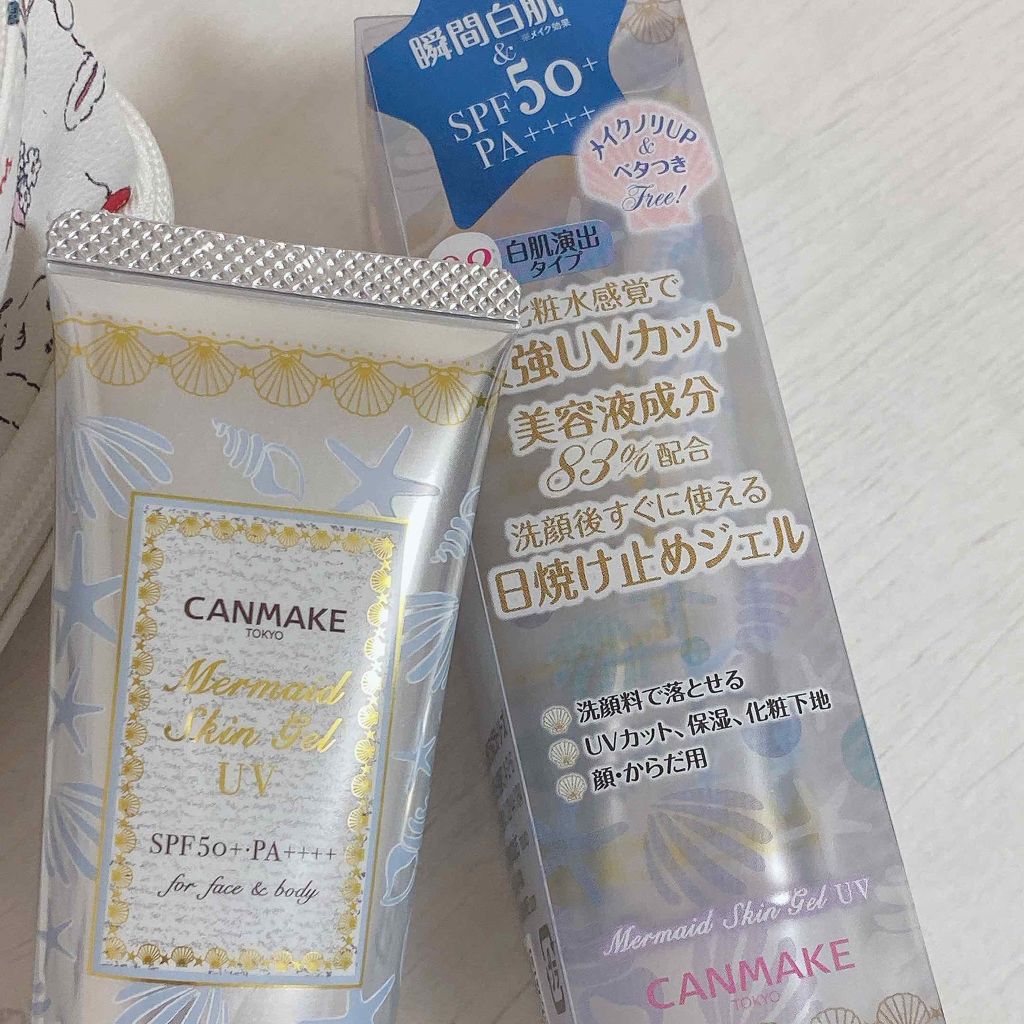 CANMAKE
TOKYO
Mermaid
Skin Gel
UV
SPF50+・PA++++
for face & body
瞬間白肌
※メイク効果
&
SPF50+
PA++++
メイクノリUP
&
ベタつき
Free!
白肌演出
タイプ
化粧水感覚で
強UVカット
美容液成分
83%配合
洗顔後すぐに使える
日焼け止めジェル
洗顔料で落とせる
UVカット、保湿、化粧下地
顔・からだ用
Mermaid Skin Gel UV
CANMAKE
TOKYO